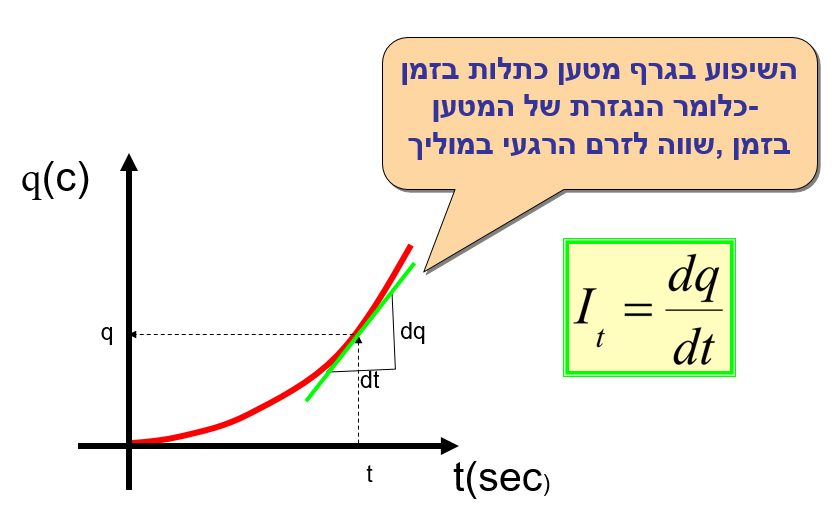 השיפוע בגרף מטען כתלות בזמן
-כלומר הנגזרת של המטען
בזמן ,שווה לזרם הרגעי במוליך
q(c)
I_t = dq/dt
q
dq
dt
t
t(sec)